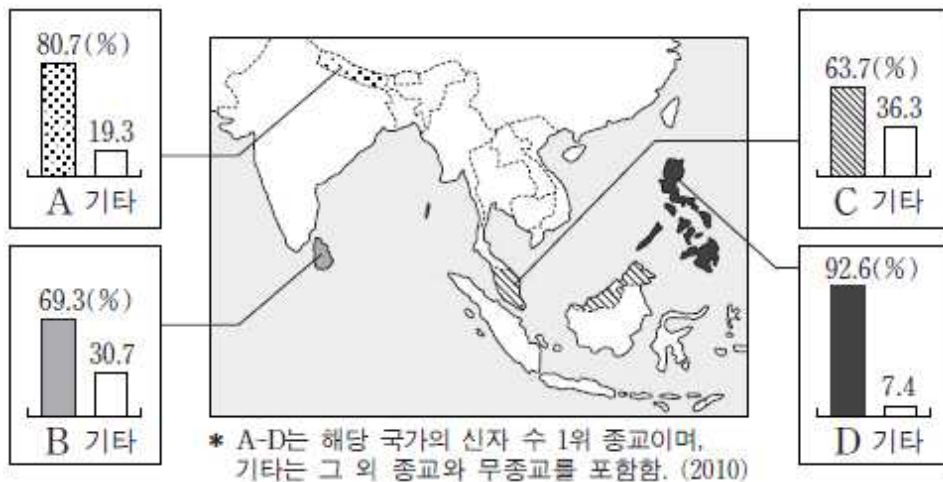 80.7(%)
19.3
A 기타
69.3(%)
30.7
B 기타
63.7(%)
36.3
C 기타
92.6(%)
7.4
D 기타
* A-D는 해당 국가의 신자 수 1위 종교이며,
기타는 그 외 종교와 무종교를 포함함. (2010)